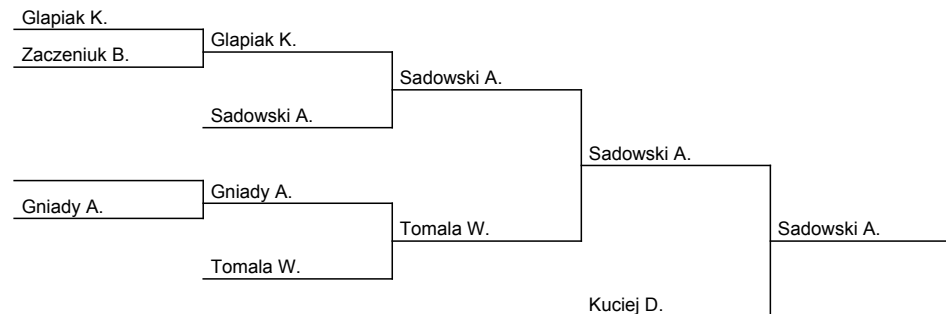 Glapiak K.
Zaczeniuk B.
Glapiak K.
Sadowski A.
Sadowski A.
Sadowski A.
Gniady A.
Gniady A.
Tomala W.
Tomala W.
Sadowski A.
Kuciej D.